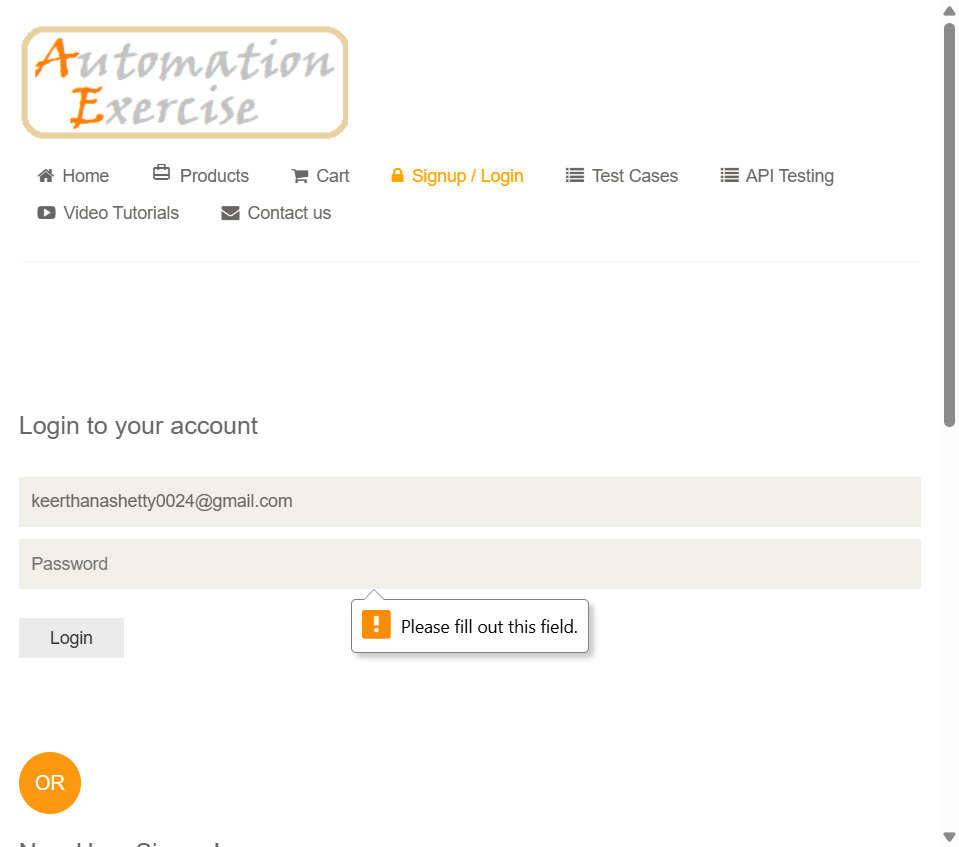 Automation
Exercise
Home Products Cart Signup / Login Test Cases API Testing
Video Tutorials Contact us
Login to your account
keerthanashetty0024@gmail.com
Password
Please fill out this field.
Login
OR